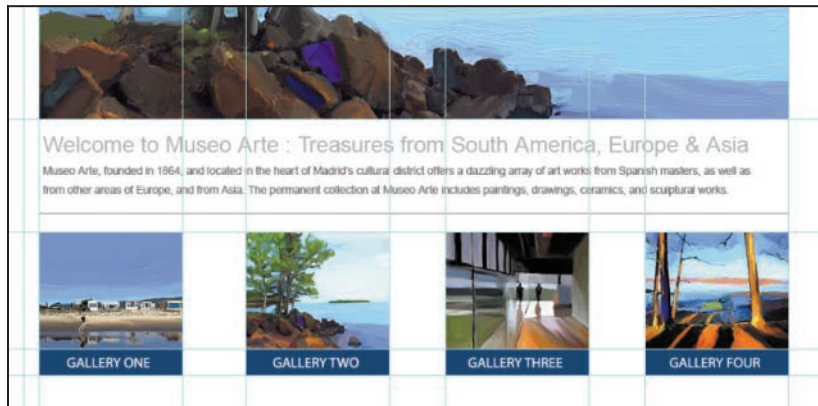 Welcome to Museo Arte : Treasures from South America, Europe & Asia
Museo Arte, founded in 1864, and located in the heart of Madrid's cultural district offers a dazzling array of art works from Spanish masters, as well as
from other areas of Europe, and from Asia. The permanent collection at Museo Arte includes paintings, drawings, ceramics, and sculptural works.
GALLERY ONE
GALLERY TWO
GALLERY THREE
GALLERY FOUR